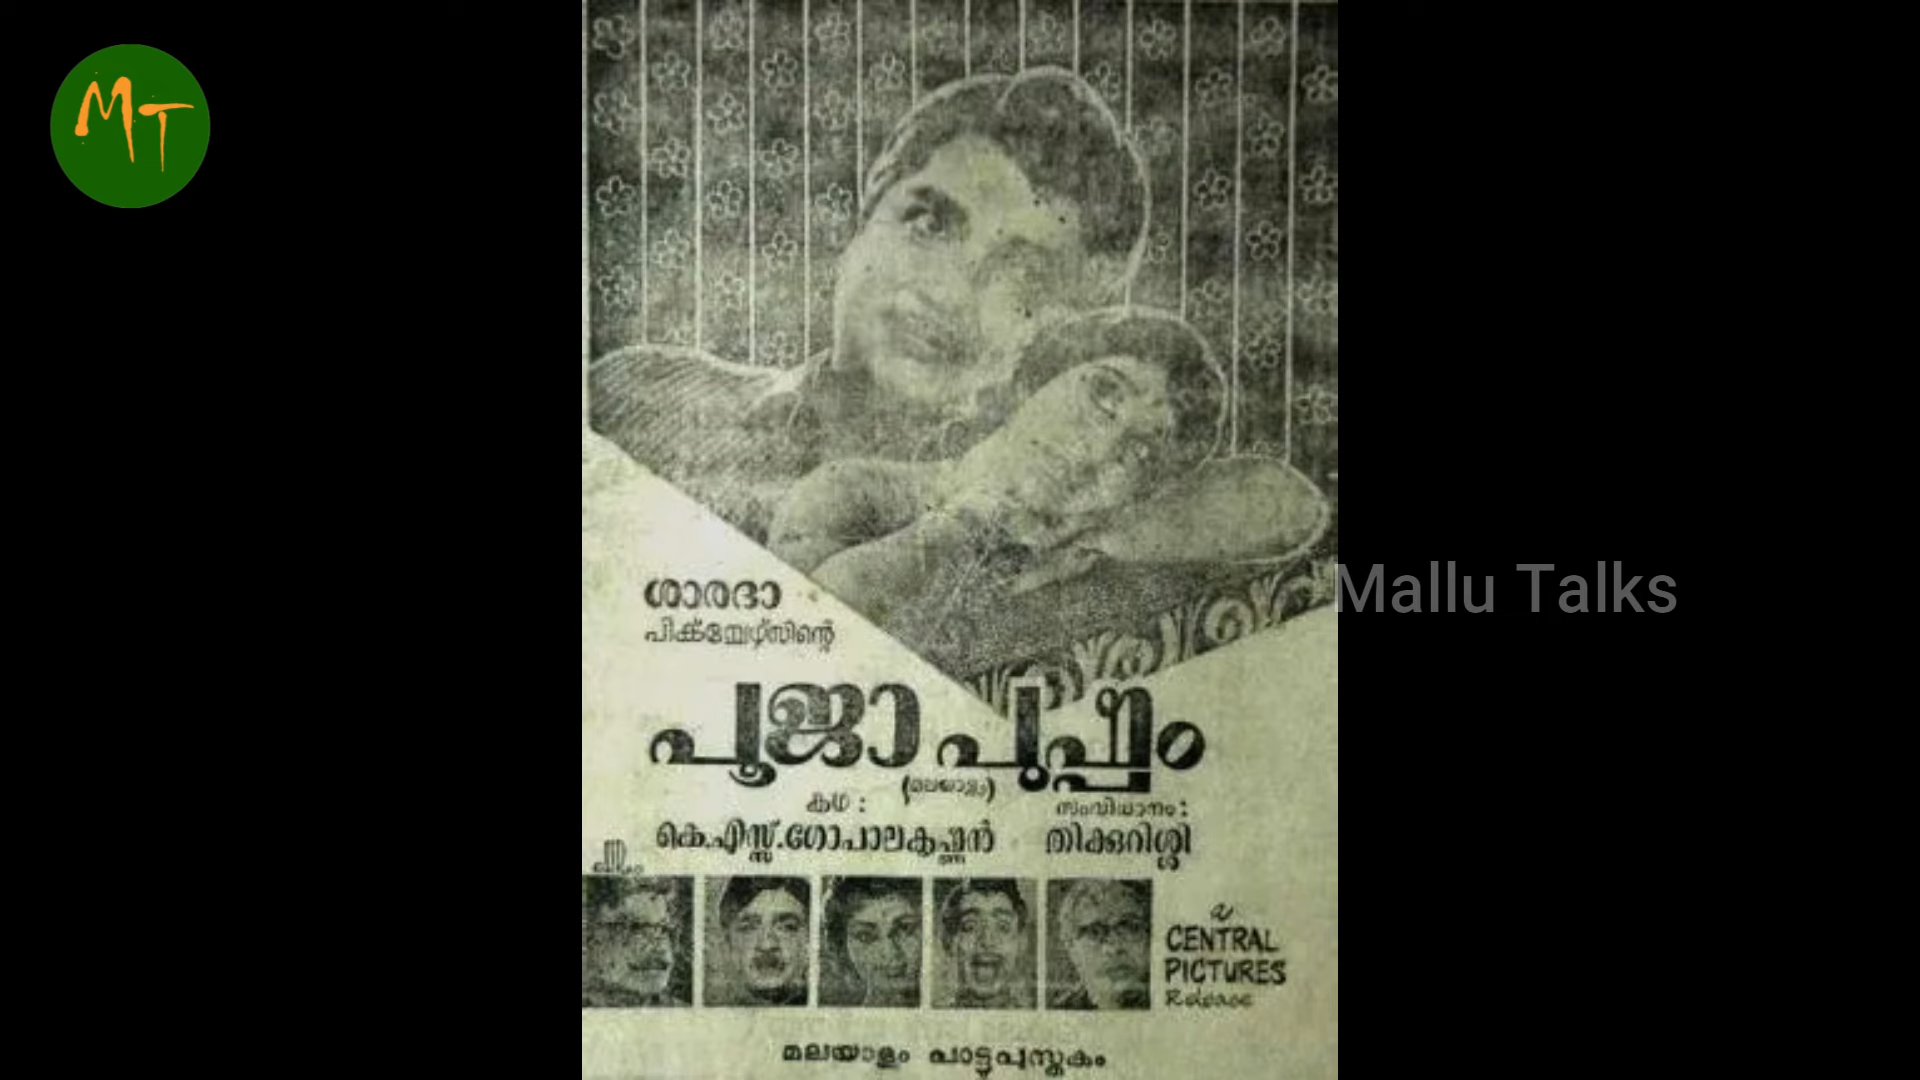 MT
Mallu Talks
ശാരദാ
പിക്ചേഴ്സിന്റെ
പൂജാ പുഷ്പം
(മലയാളം)
കഥ :
കെ.എസ്സ്.ഗോപാലകൃഷ്ണൻ
സംവിധാനം :
തിക്കുറിശ്ശി
a
CENTRAL
PICTURES
Release
മലയാളം പാട്ടുപുസ്തകം